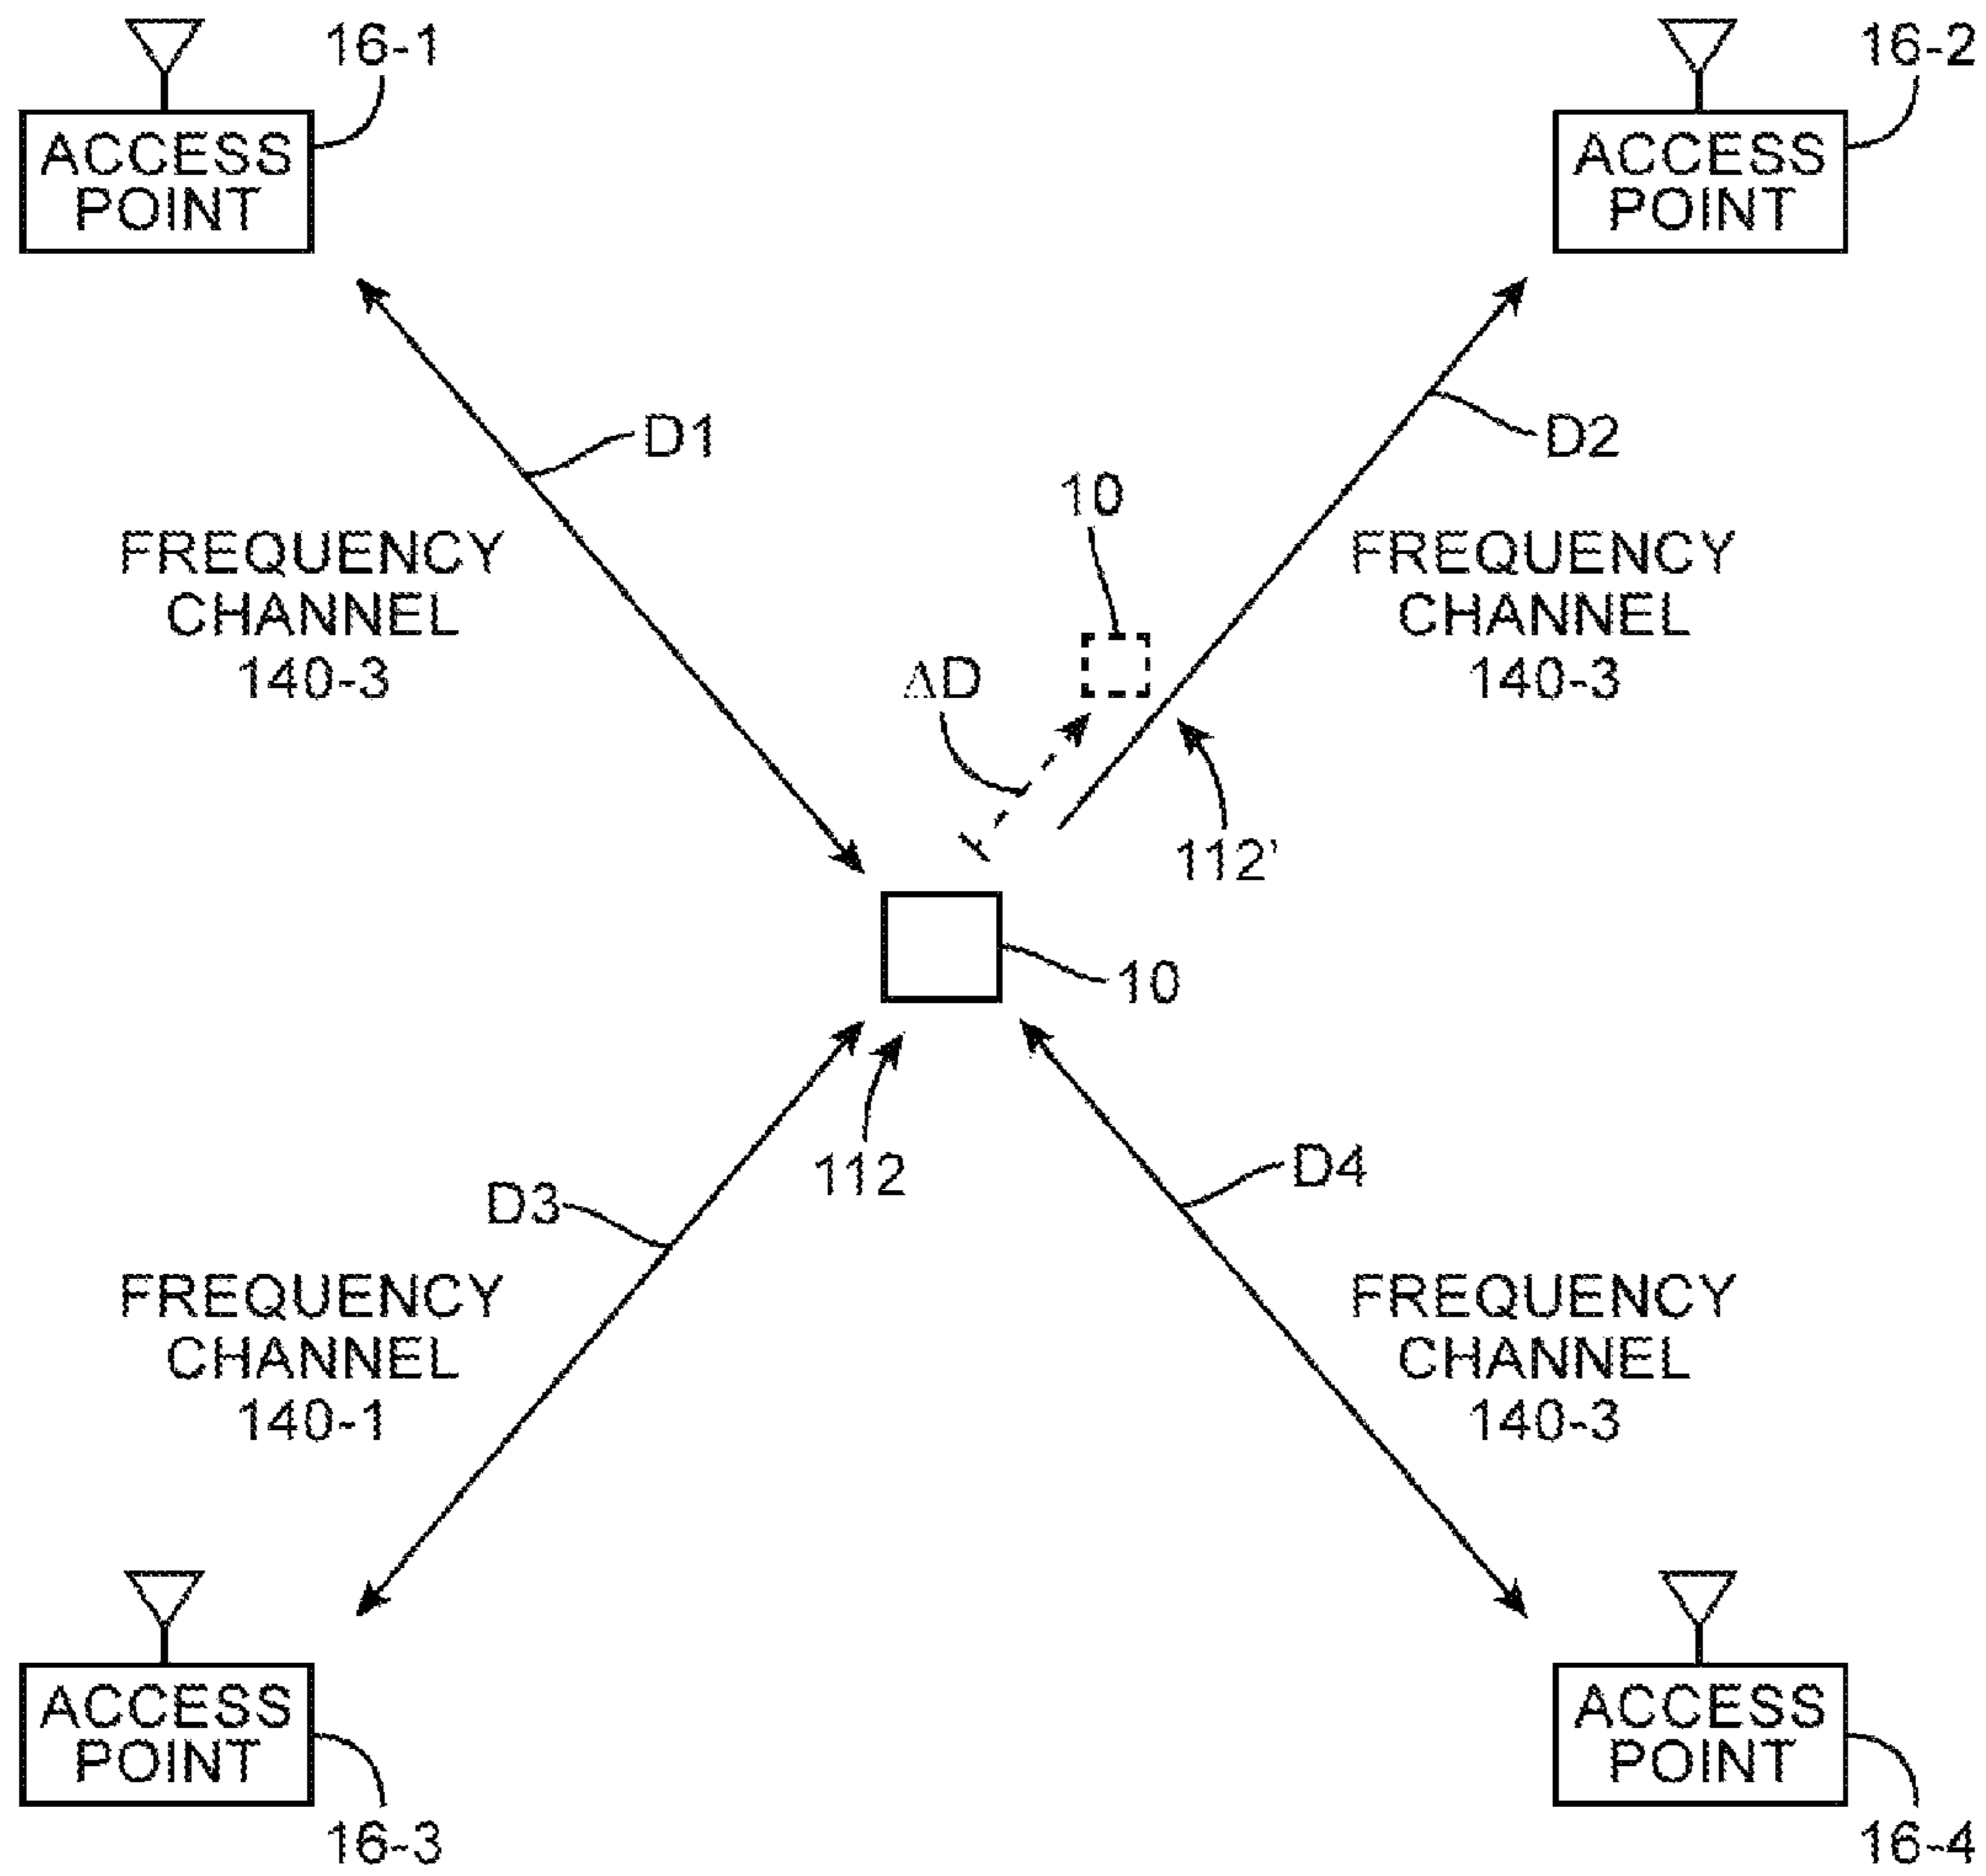 16-1
16-2
ACCESS
POINT
ACCESS
POINT
D1
D2
10
FREQUENCY
CHANNEL
140-3
FREQUENCY
CHANNEL
140-3
ΔD
112'
10
112
D3
D4
FREQUENCY
CHANNEL
140-1
FREQUENCY
CHANNEL
140-3
ACCESS
POINT
ACCESS
POINT
16-3
16-4